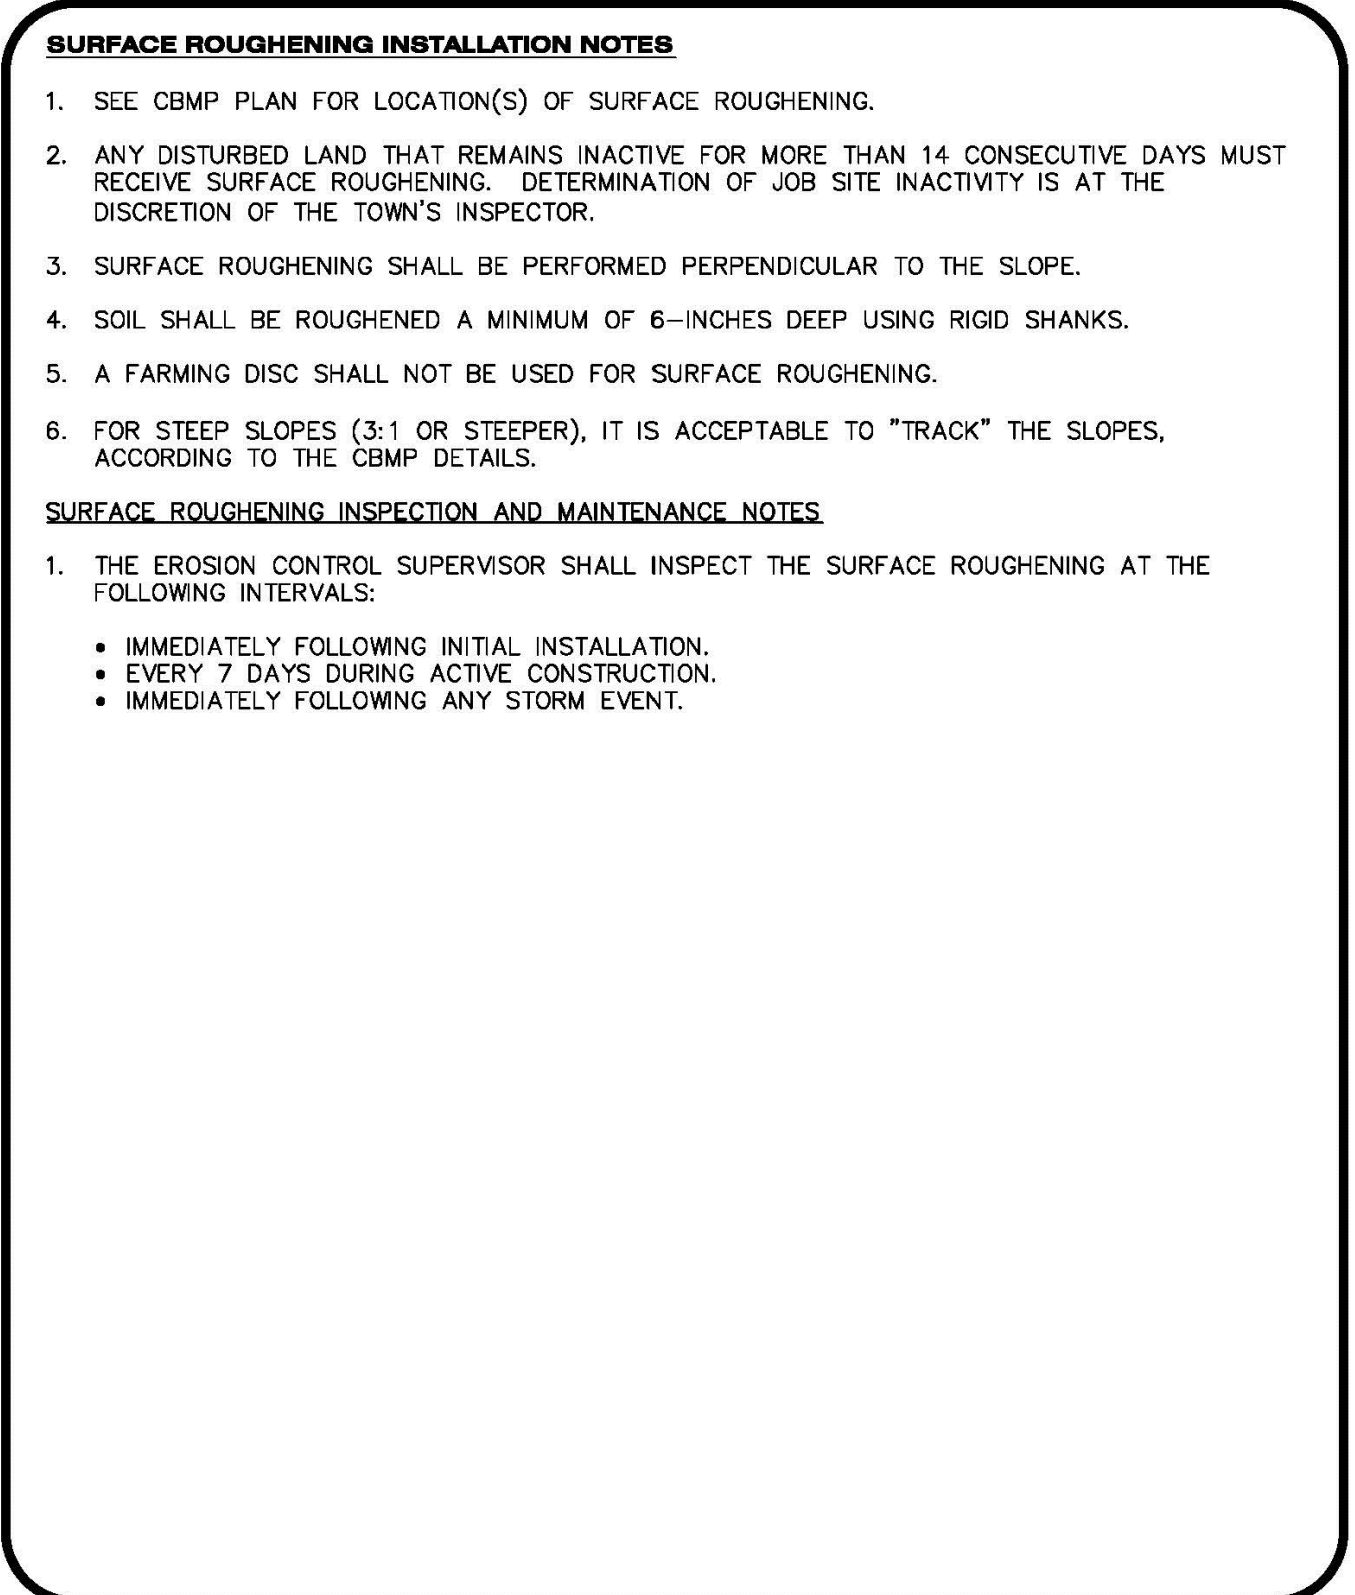 SURFACE ROUGHENING INSTALLATION NOTES
1. SEE CBMP PLAN FOR LOCATION(S) OF SURFACE ROUGHENING.
2. ANY DISTURBED LAND THAT REMAINS INACTIVE FOR MORE THAN 14 CONSECUTIVE DAYS MUST
RECEIVE SURFACE ROUGHENING. DETERMINATION OF JOB SITE INACTIVITY IS AT THE
DISCRETION OF THE TOWN'S INSPECTOR.
3. SURFACE ROUGHENING SHALL BE PERFORMED PERPENDICULAR TO THE SLOPE.
4. SOIL SHALL BE ROUGHENED A MINIMUM OF 6–INCHES DEEP USING RIGID SHANKS.
5. A FARMING DISC SHALL NOT BE USED FOR SURFACE ROUGHENING.
6. FOR STEEP SLOPES (3:1 OR STEEPER), IT IS ACCEPTABLE TO "TRACK" THE SLOPES,
ACCORDING TO THE CBMP DETAILS.
SURFACE ROUGHENING INSPECTION AND MAINTENANCE NOTES
1. THE EROSION CONTROL SUPERVISOR SHALL INSPECT THE SURFACE ROUGHENING AT THE
FOLLOWING INTERVALS:
• IMMEDIATELY FOLLOWING INITIAL INSTALLATION.
• EVERY 7 DAYS DURING ACTIVE CONSTRUCTION.
• IMMEDIATELY FOLLOWING ANY STORM EVENT.